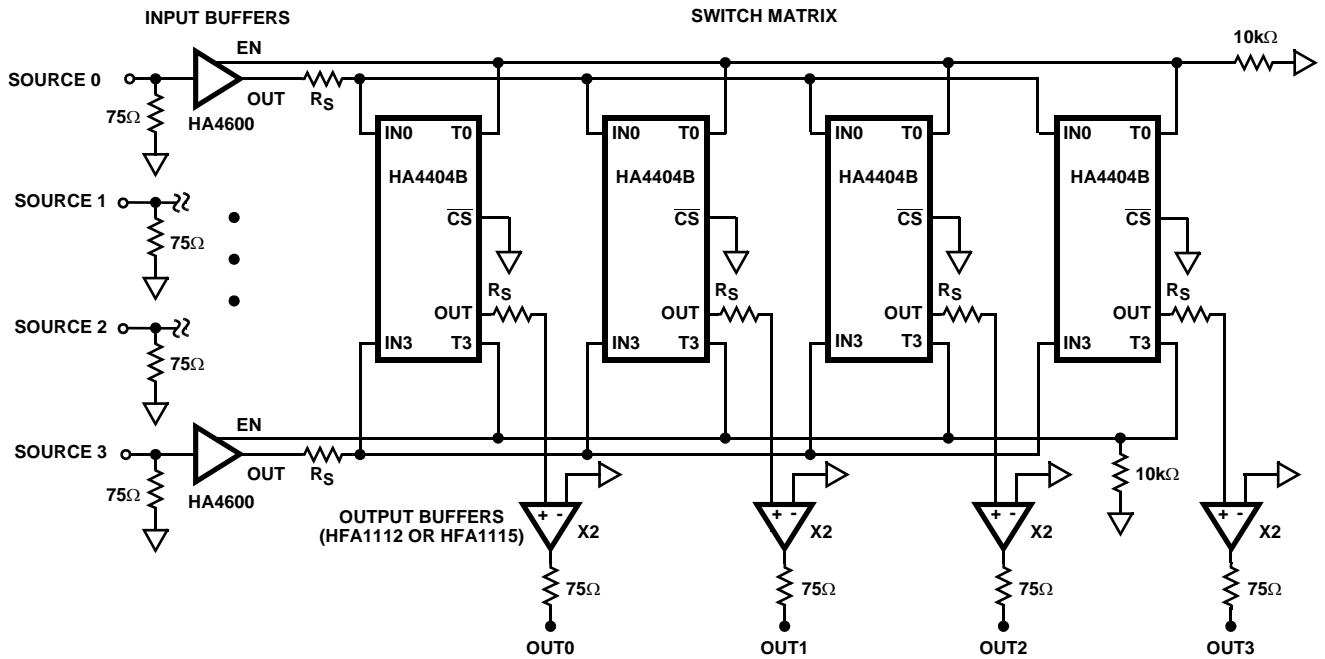 INPUT BUFFERS
SWITCH MATRIX
EN
10kΩ
SOURCE 0
OUT
RS
75Ω
HA4600
IN0 T0
IN0 T0
IN0 T0
IN0 T0
HA4404B
HA4404B
HA4404B
HA4404B
SOURCE 1
CS
CS
CS
CS
75Ω
RS
RS
RS
RS
OUT
OUT
OUT
OUT
SOURCE 2
IN3 T3
IN3 T3
IN3 T3
IN3 T3
75Ω
EN
SOURCE 3
OUT
RS
10kΩ
75Ω
HA4600
OUTPUT BUFFERS
(HFA1112 OR HFA1115)
+ -
X2
+ -
X2
+ -
X2
+ -
X2
75Ω
75Ω
75Ω
75Ω
OUT0
OUT1
OUT2
OUT3